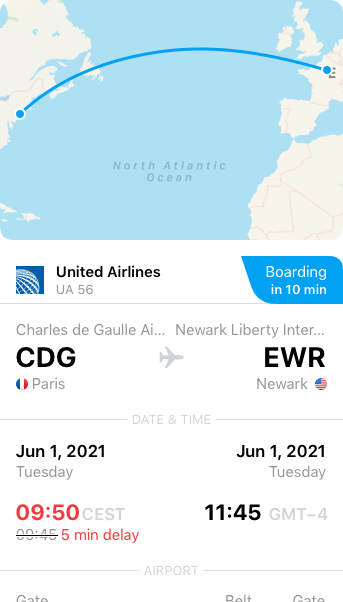 North Atlantic
Ocean
United Airlines
UA 56
Boarding
in 10 min
Charles de Gaulle Ai... Newark Liberty Inter...
CDG EWR
Paris Newark
DATE & TIME
Jun 1, 2021 Jun 1, 2021
Tuesday Tuesday
09:50 CEST 11:45 GMT-4
09:45 5 min delay
AIRPORT
Gate Belt Gate